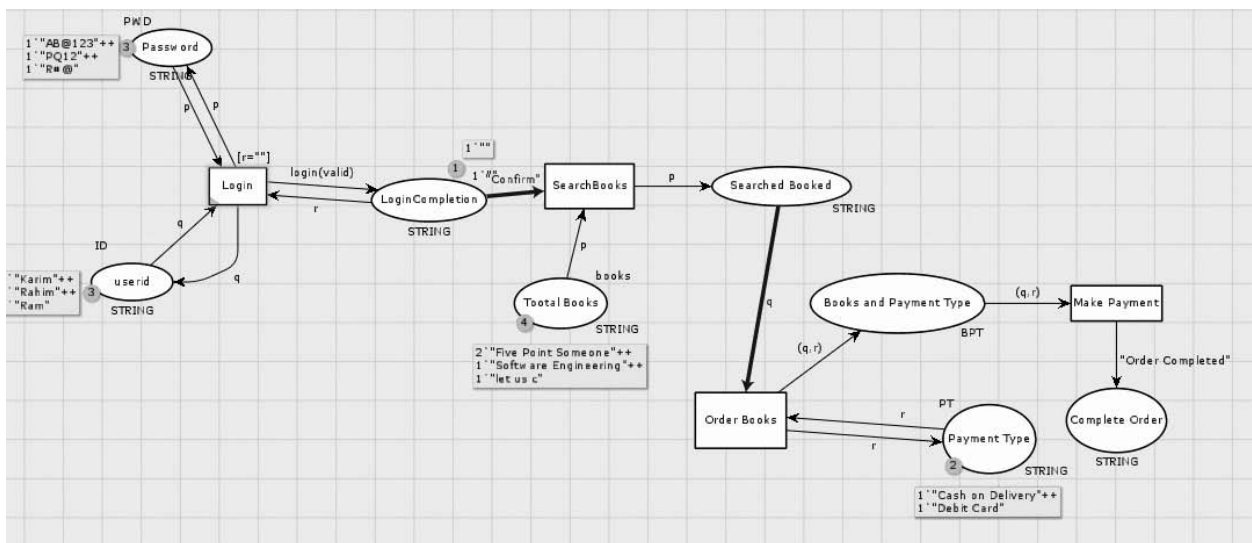 PWD
1`"AB@123"++
1`"PQ12"++
1`"R#@"
3
Password
STRING
p
p
[r=""]
Login
login(valid)
r
q
q
ID
1`"Karim"++
1`"Rahim"++
1`"Ram"
3
userid
STRING
1`""
1
LoginCompletion
STRING
"Confirm"
SearchBooks
p
Searched Booked
STRING
p
books
Tootal Books
4
STRING
2`"Five Point Someone"++
1`"Software Engineering"++
1`"let us c"
q
Order Books
(q,r)
Books and Payment Type
BPT
(q,r)
Make Payment
"Order Completed"
Complete Order
STRING
r
r
PT
Payment Type
2
STRING
1`"Cash on Delivery"++
1`"Debit Card"